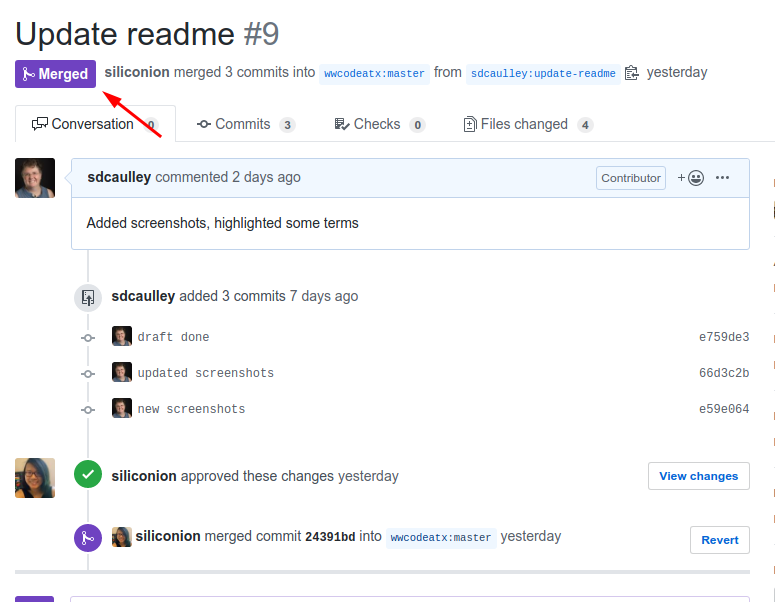 Update readme #9
Merged siliconion merged 3 commits into wwcodeatx:master from sdcaulley:update-readme yesterday
Conversation 0 Commits 3 Checks 0 Files changed 4
sdcaulley commented 2 days ago Contributor +
Added screenshots, highlighted some terms
sdcaulley added 3 commits 7 days ago
draft done e759de3
updated screenshots 66d3c2b
new screenshots e59e064
siliconion approved these changes yesterday View changes
siliconion merged commit 24391bd into wwcodeatx:master yesterday Revert